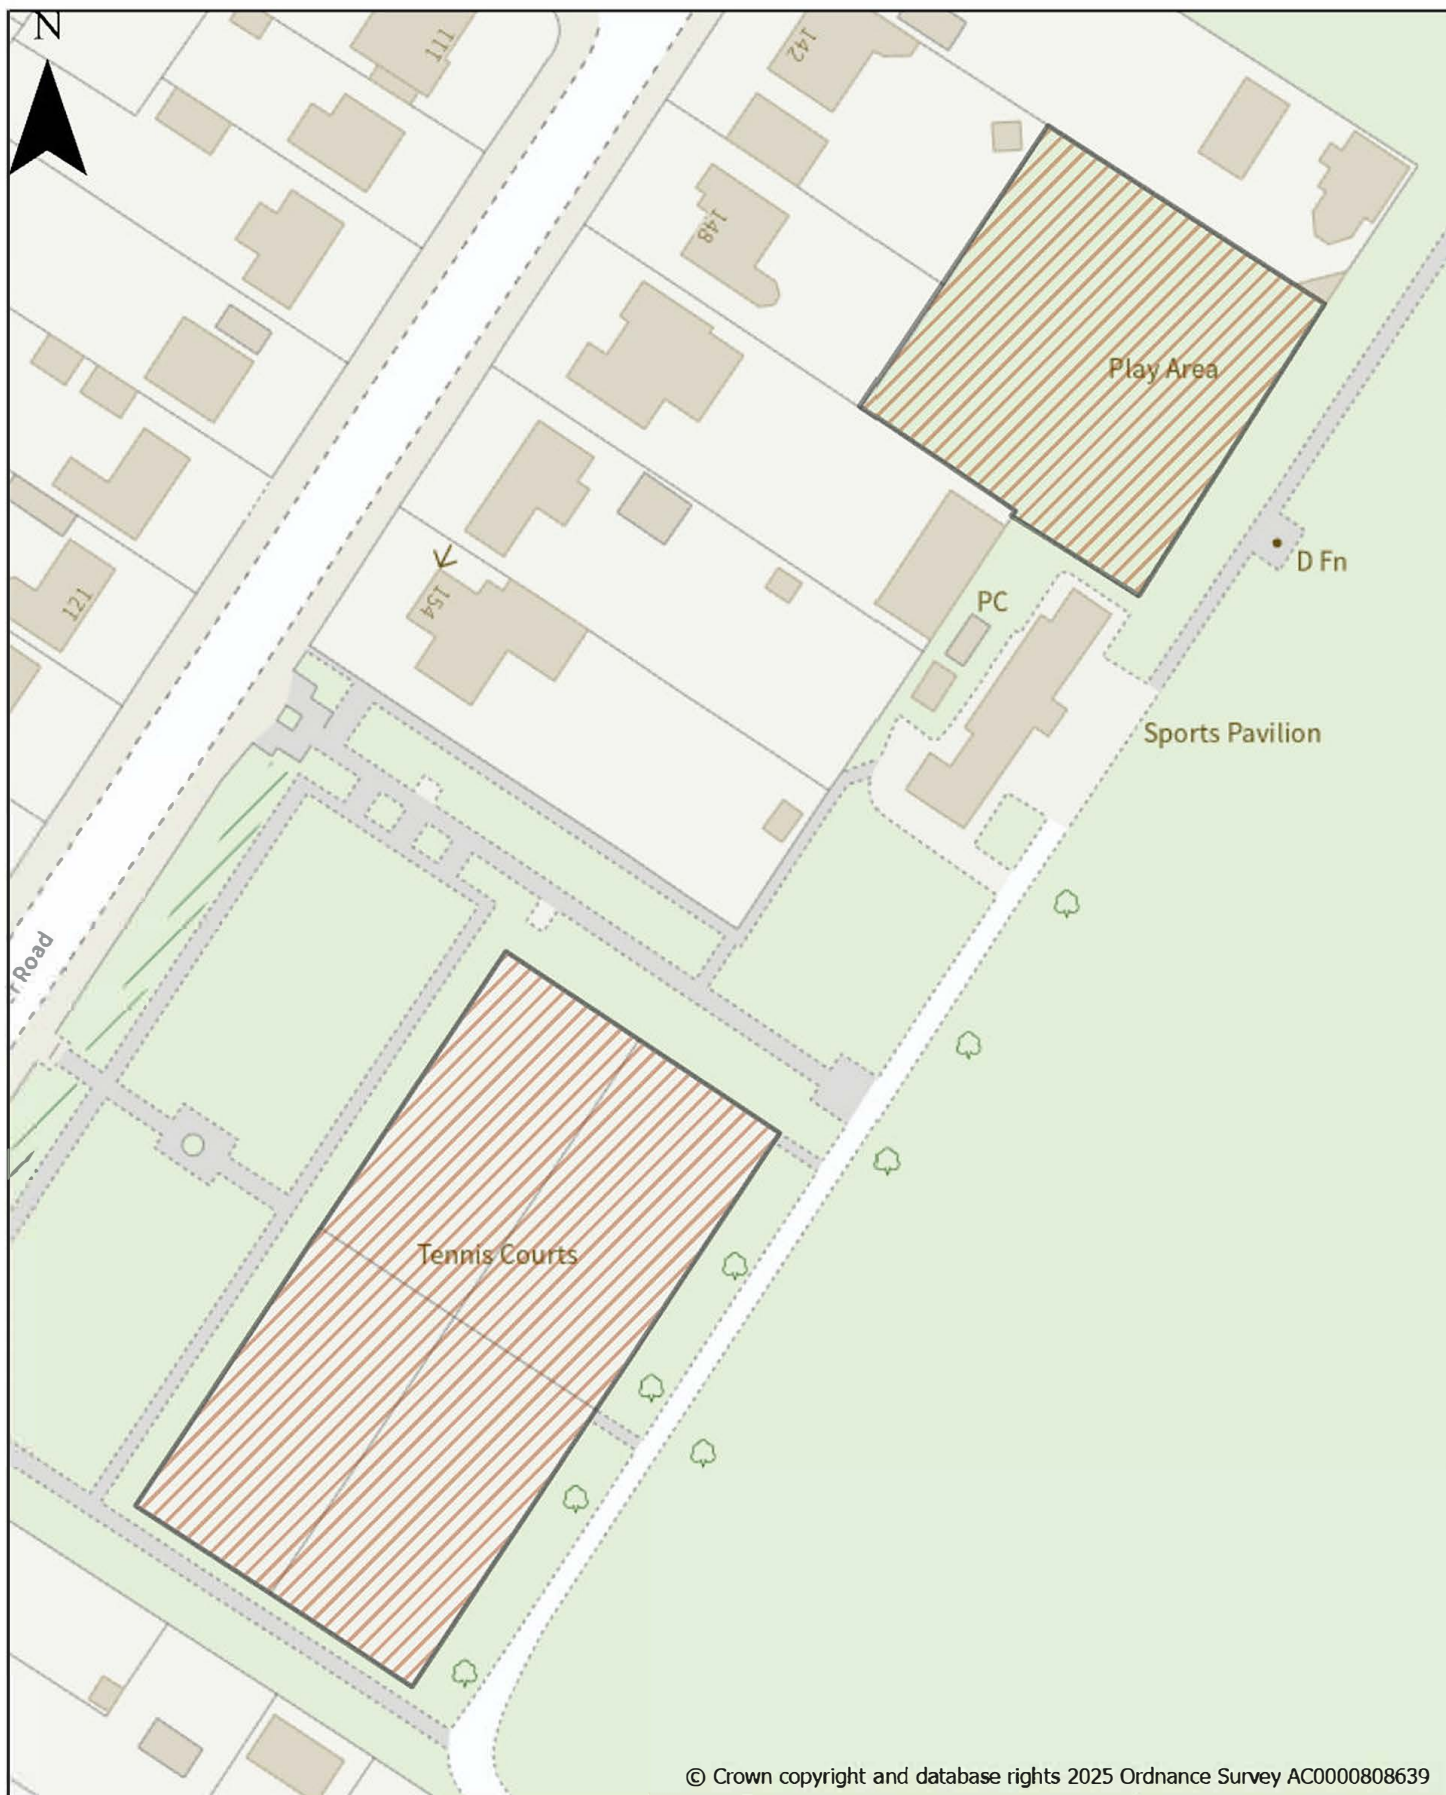 N
111
142
148
Play Area
D Fn
PC
154
121
Sports Pavilion
Road
Tennis Courts
© Crown copyright and database rights 2025 Ordnance Survey AC0000808639